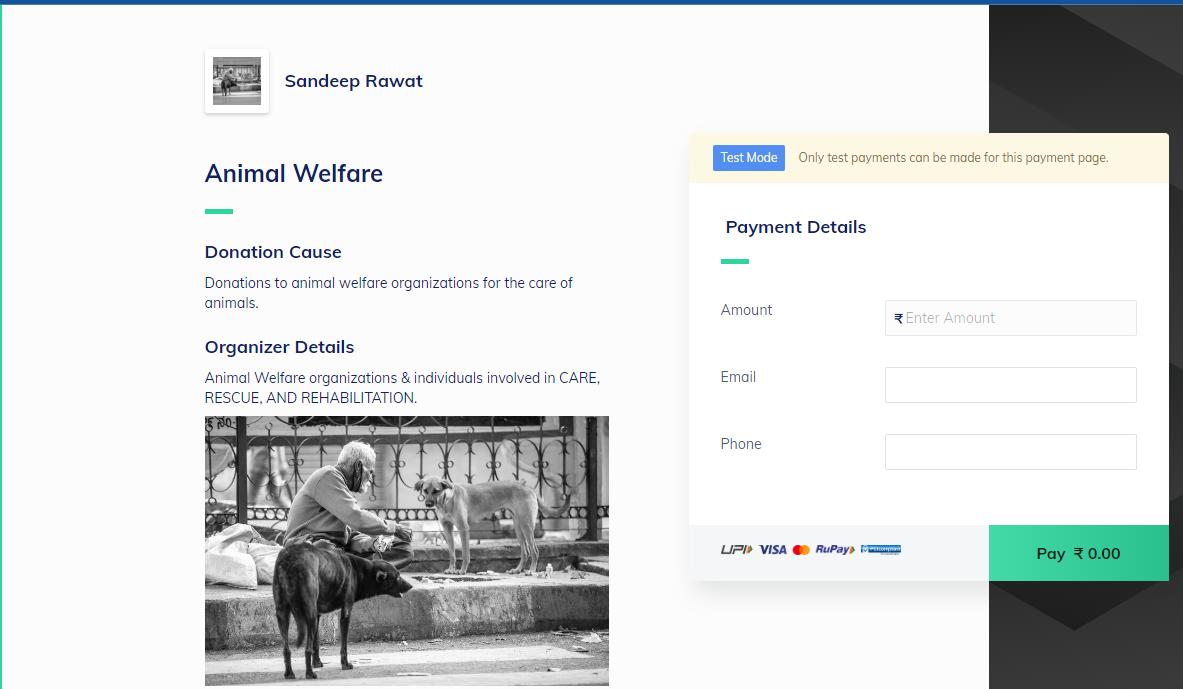 Sandeep Rawat
Animal Welfare
Donation Cause
Donations to animal welfare organizations for the care of
animals.
Organizer Details
Animal Welfare organizations & individuals involved in CARE,
RESCUE, AND REHABILITATION.
Test Mode Only test payments can be made for this payment page.
Payment Details
Amount
₹ Enter Amount
Email
Phone
UPI VISA RuPay
Pay ₹ 0.00